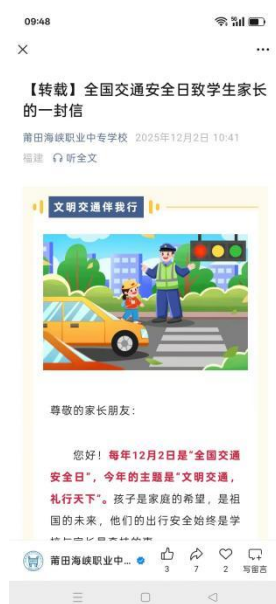 09:48
【转载】全国交通安全日致学生家长
的一封信
莆田海峡职业中专学校 2025年12月2日 10:41
福建 听全文
文明交通伴我行
尊敬的家长朋友：
您好！每年12月2日是“全国交通
安全日”，今年的主题是“文明交通，
礼行天下”。孩子是家庭的希望，是祖
国的未来，他们的出行安全始终是学
莆田海峡职业中... 3 7 2 写留言